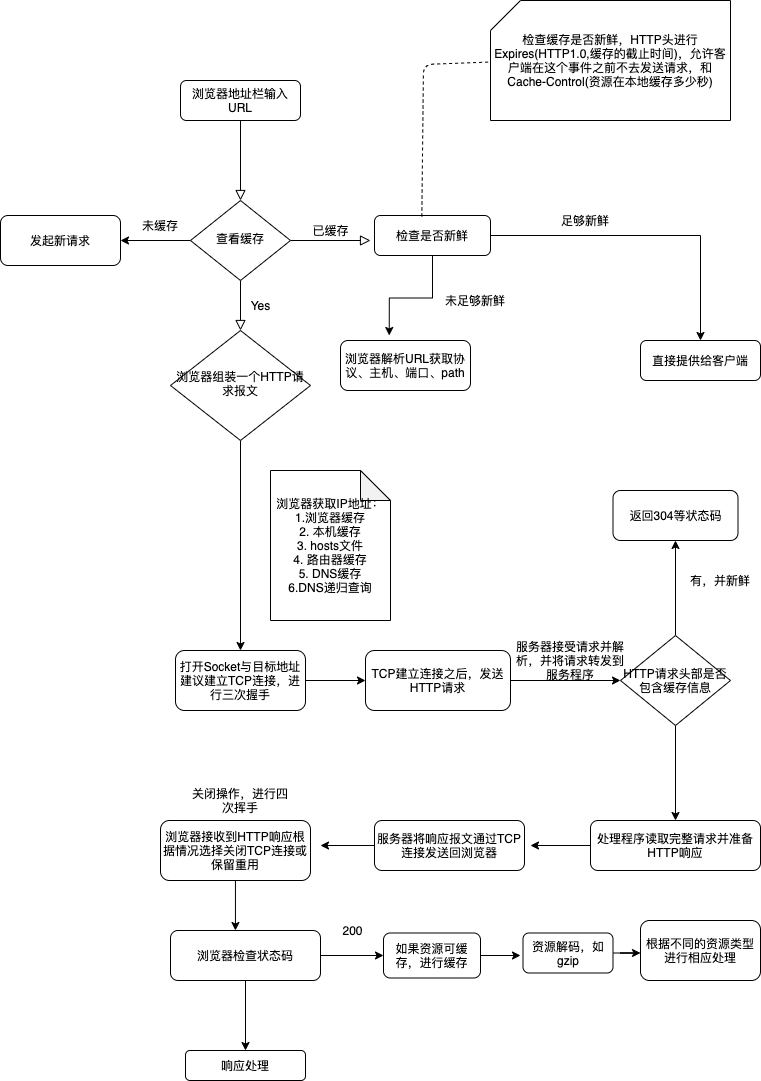 检查缓存是否新鲜，HTTP头进行
Expires(HTTP1.0,缓存的截止时间)，允许客
户端在这个事件之前不去发送请求，和
Cache-Control(资源在本地缓存多少秒)
浏览器地址栏输入
URL
未缓存
已缓存
足够新鲜
发起新请求
查看缓存
检查是否新鲜
Yes
未足够新鲜
浏览器解析URL获取协
议、主机、端口、path
直接提供给客户端
浏览器组装一个HTTP请
求报文
浏览器获取IP地址：
1.浏览器缓存
2. 本机缓存
3. hosts文件
4. 路由器缓存
5. DNS缓存
6.DNS递归查询
返回304等状态码
有，并新鲜
打开Socket与目标地址
建议建立TCP连接，进
行三次握手
TCP建立连接之后，发送
HTTP请求
服务器接受请求并解
析，并将请求转发到
服务程序
HTTP请求头部是否
包含缓存信息
关闭操作，进行四
次挥手
浏览器接收到HTTP响应根
据情况选择关闭TCP连接或
保留重用
服务器将响应报文通过TCP
连接发送回浏览器
处理程序读取完整请求并准备
HTTP响应
浏览器检查状态码
200
如果资源可缓
存，进行缓存
资源解码，如
gzip
根据不同的资源类型
进行相应处理
响应处理